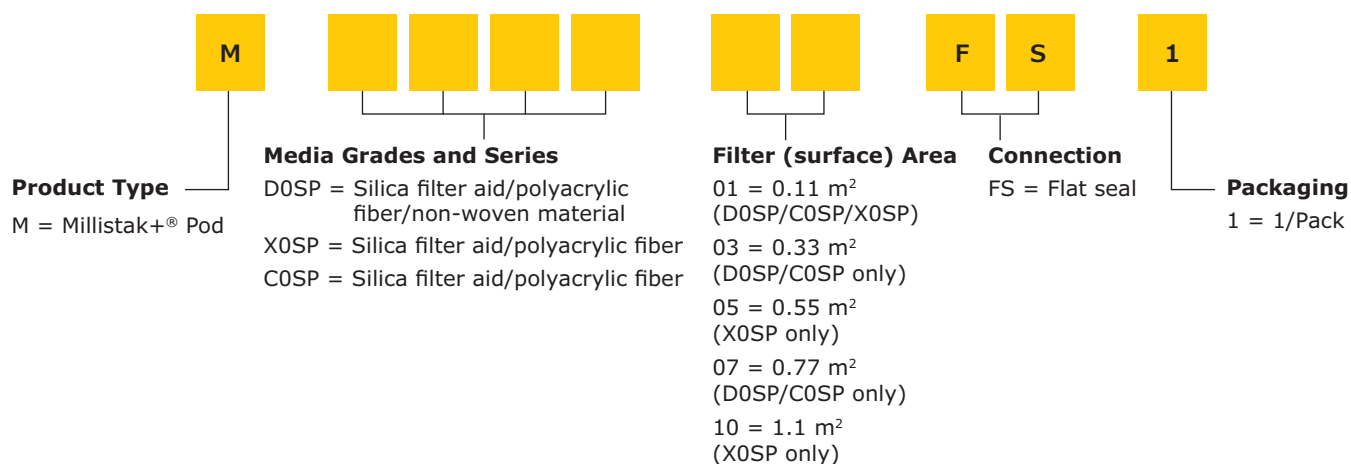 M
F S
1
Media Grades and Series
D0SP = Silica filter aid/polyacrylic
fiber/non-woven material
X0SP = Silica filter aid/polyacrylic fiber
C0SP = Silica filter aid/polyacrylic fiber
Filter (surface) Area
01 = 0.11 m²
(D0SP/C0SP/X0SP)
03 = 0.33 m²
(D0SP/C0SP only)
05 = 0.55 m²
(X0SP only)
07 = 0.77 m²
(D0SP/C0SP only)
10 = 1.1 m²
(X0SP only)
Connection
FS = Flat seal
Product Type
M = Millistak+® Pod
Packaging
1 = 1/Pack